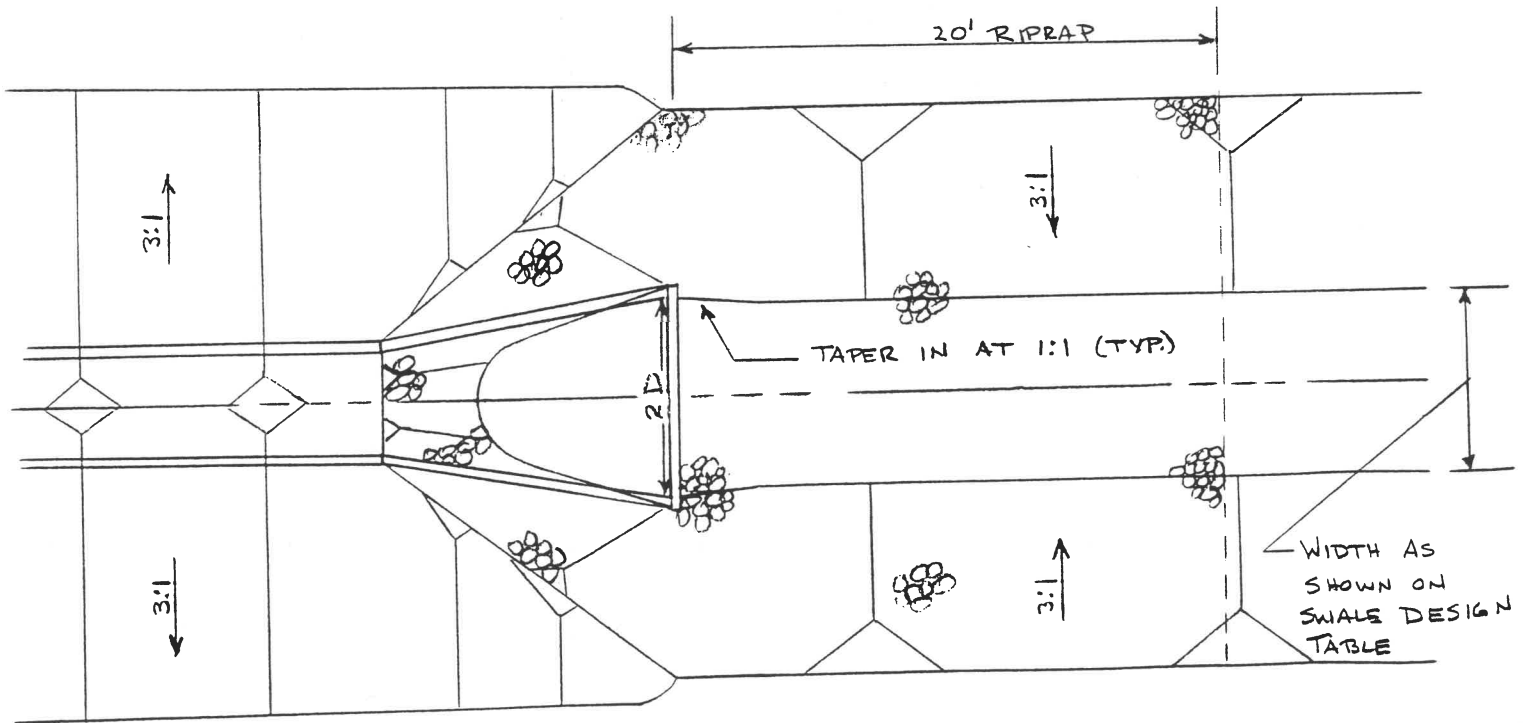 20' RIPRAP
3:1
3:1
TAPER IN AT 1:1 (TYP.)
2D
3:1
3:1
WIDTH AS
SHOWN ON
SWALE DESIGN
TABLE